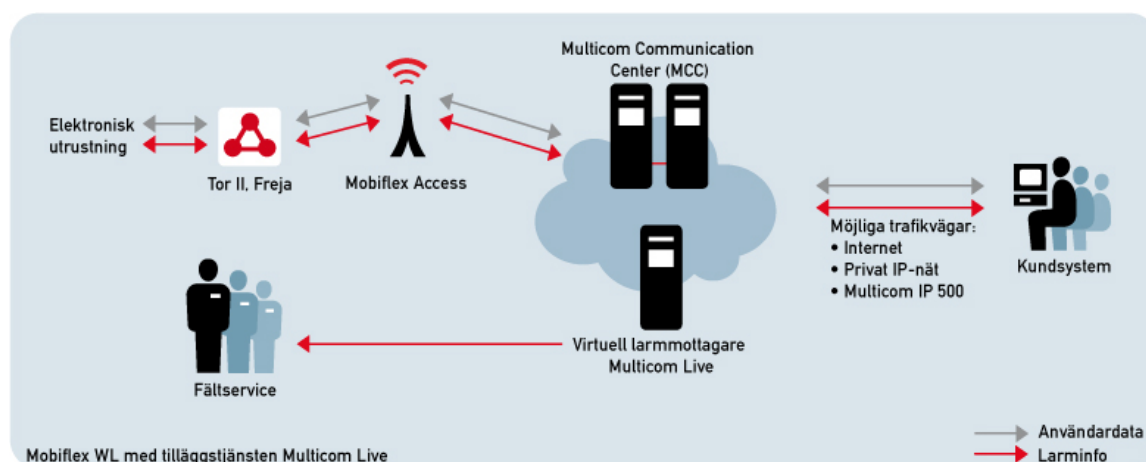 Multicom Communication
Center (MCC)
Elektronisk
utrustning
Tor II, Freja
Mobiflex Access
Möjliga trafikvägar:
• Internet
• Privat IP-nät
• Multicom IP 500
Kundsystem
Virtuell larmmottagare
Multicom Live
Fältservice
Användardata
Larminfo
Mobiflex WL med tilläggstjänsten Multicom Live